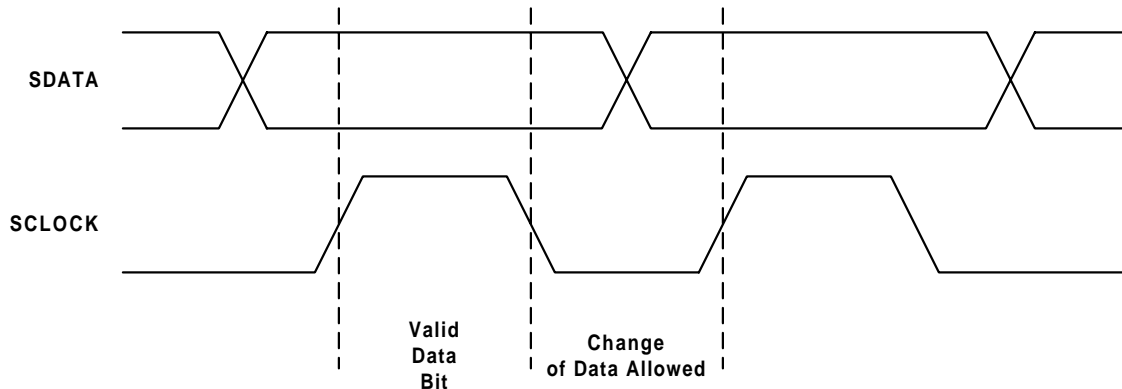 SDATA
SCLOCK
Valid
Data
Bit
Change
of Data Allowed